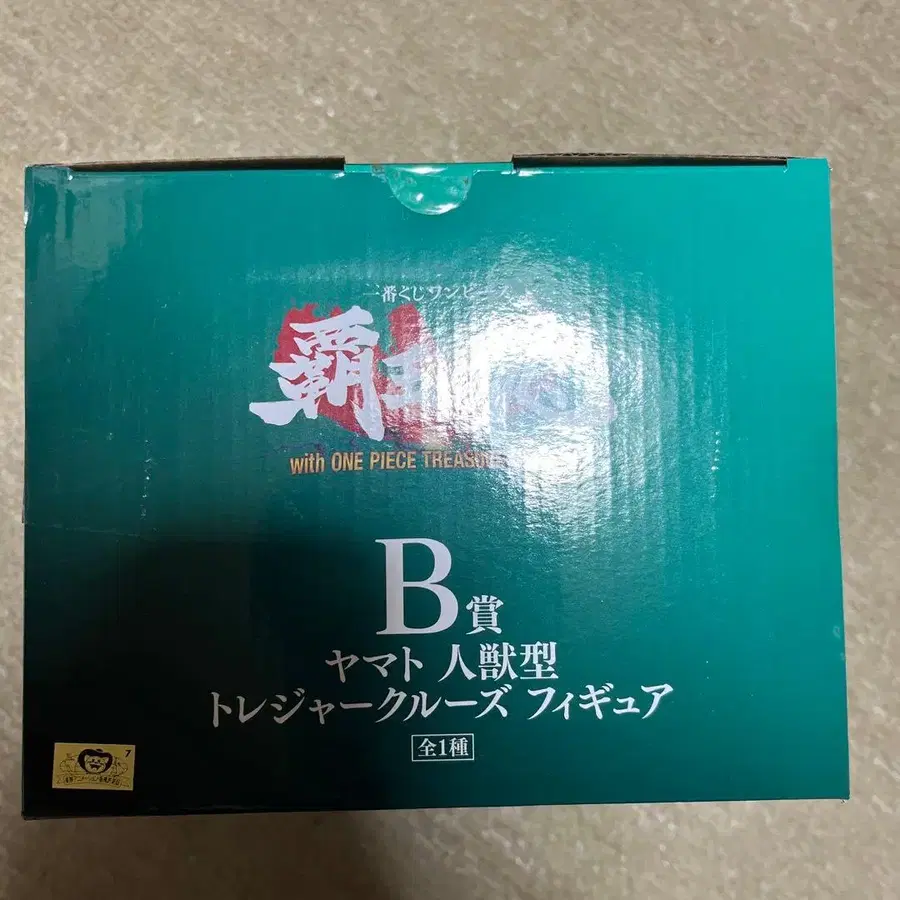 一番くじ ワンピース
覇王
with ONE PIECE TREASU
B賞
ヤマト 人獣型
トレジャークルーズ フィギュア
全1種
7